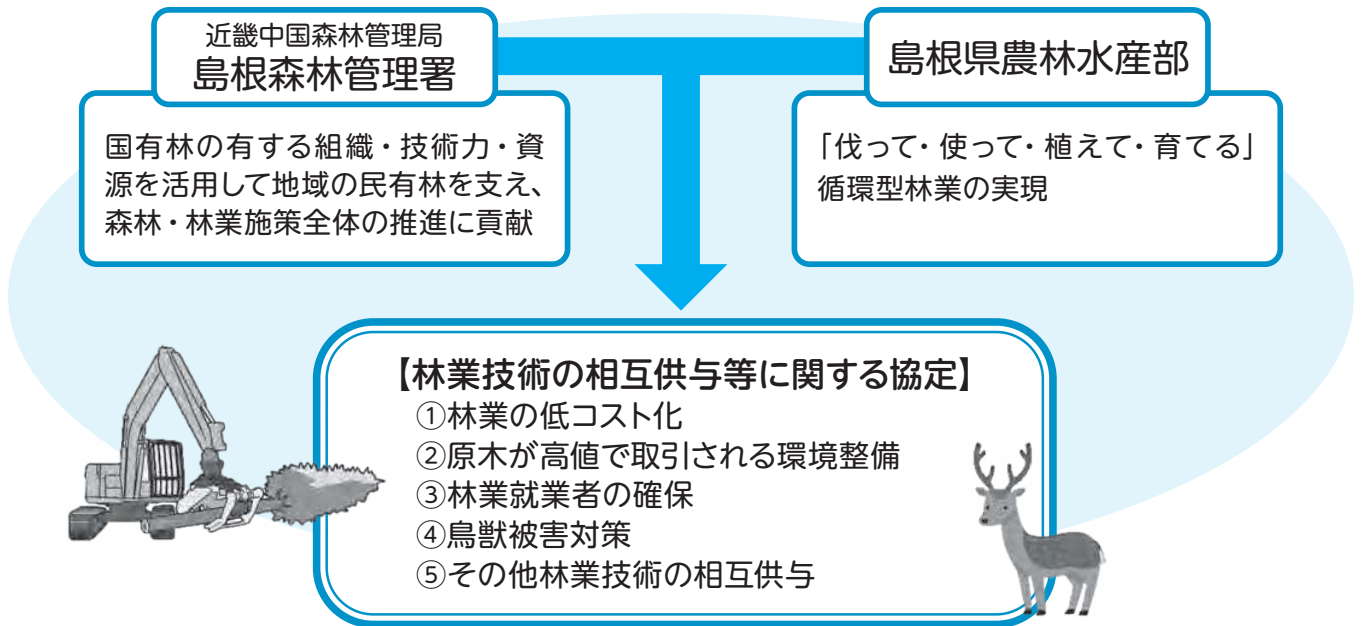 近畿中国森林管理局
島根森林管理署
国有林の有する組織・技術力・資
源を活用して地域の民有林を支え、
森林・林業施策全体の推進に貢献
島根県農林水産部
「伐って・使って・植えて・育てる」
循環型林業の実現
【林業技術の相互供与等に関する協定】
①林業の低コスト化
②原木が高値で取引される環境整備
③林業就業者の確保
④鳥獣被害対策
⑤その他林業技術の相互供与